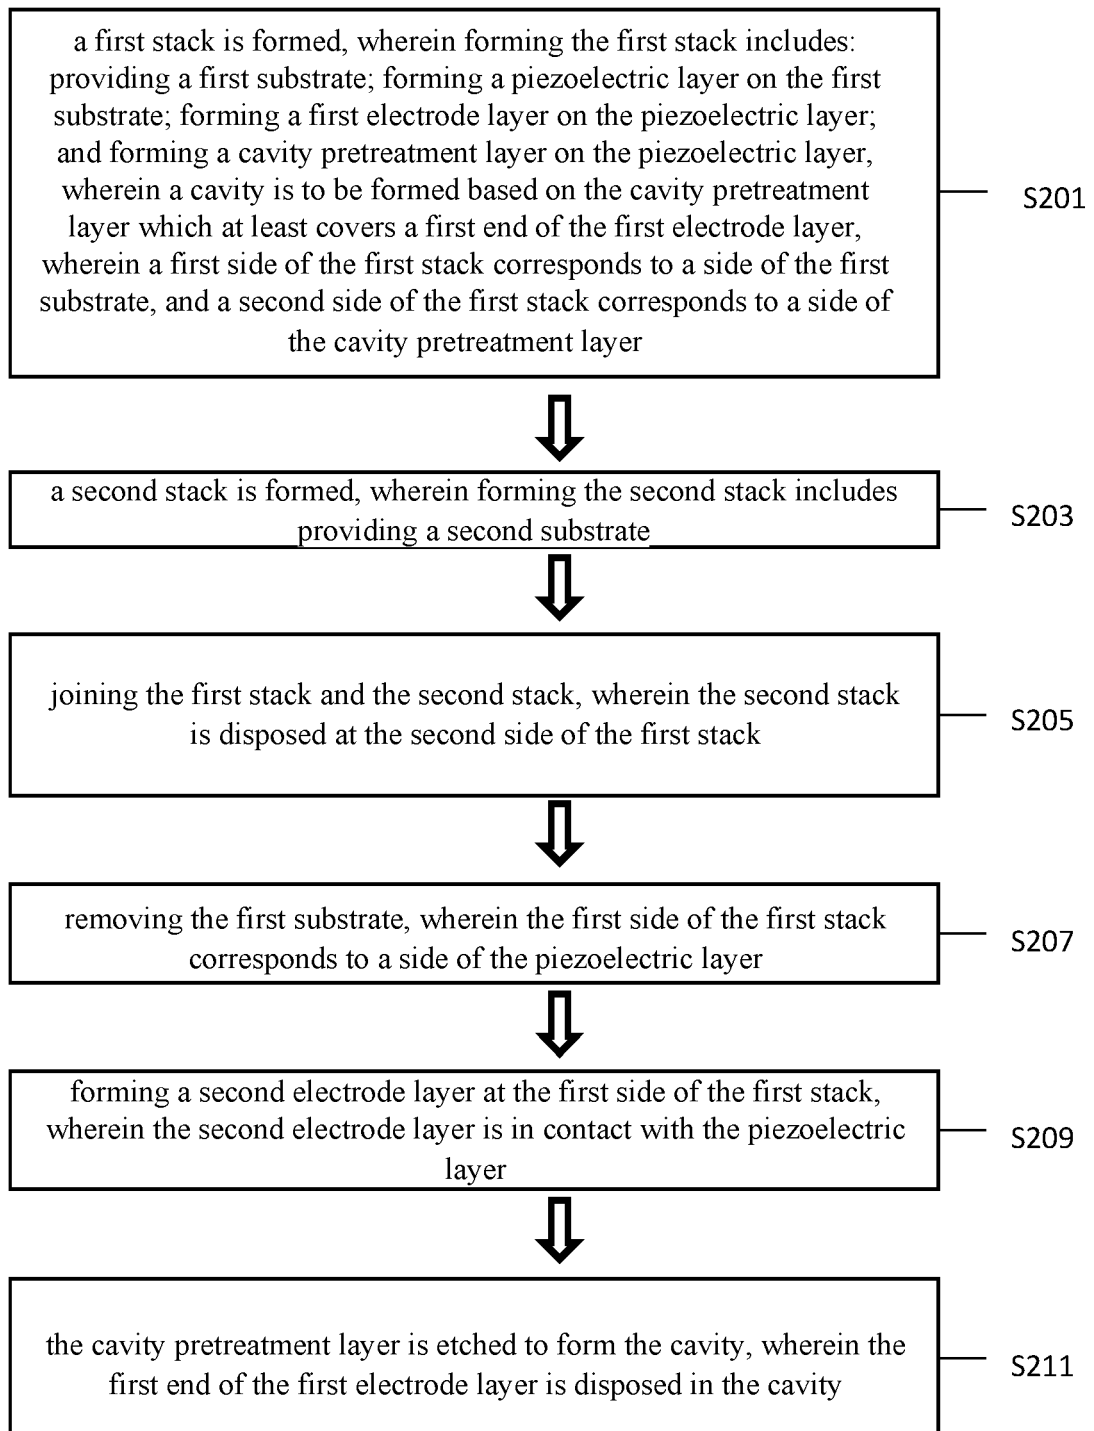 a first stack is formed, wherein forming the first stack includes:
providing a first substrate; forming a piezoelectric layer on the first
substrate; forming a first electrode layer on the piezoelectric layer;
and forming a cavity pretreatment layer on the piezoelectric layer,
wherein a cavity is to be formed based on the cavity pretreatment
layer which at least covers a first end of the first electrode layer,
wherein a first side of the first stack corresponds to a side of the first
substrate, and a second side of the first stack corresponds to a side of
the cavity pretreatment layer
S201
a second stack is formed, wherein forming the second stack includes
providing a second substrate
S203
joining the first stack and the second stack, wherein the second stack
is disposed at the second side of the first stack
S205
removing the first substrate, wherein the first side of the first stack
corresponds to a side of the piezoelectric layer
S207
forming a second electrode layer at the first side of the first stack,
wherein the second electrode layer is in contact with the piezoelectric
layer
S209
the cavity pretreatment layer is etched to form the cavity, wherein the
first end of the first electrode layer is disposed in the cavity
S211